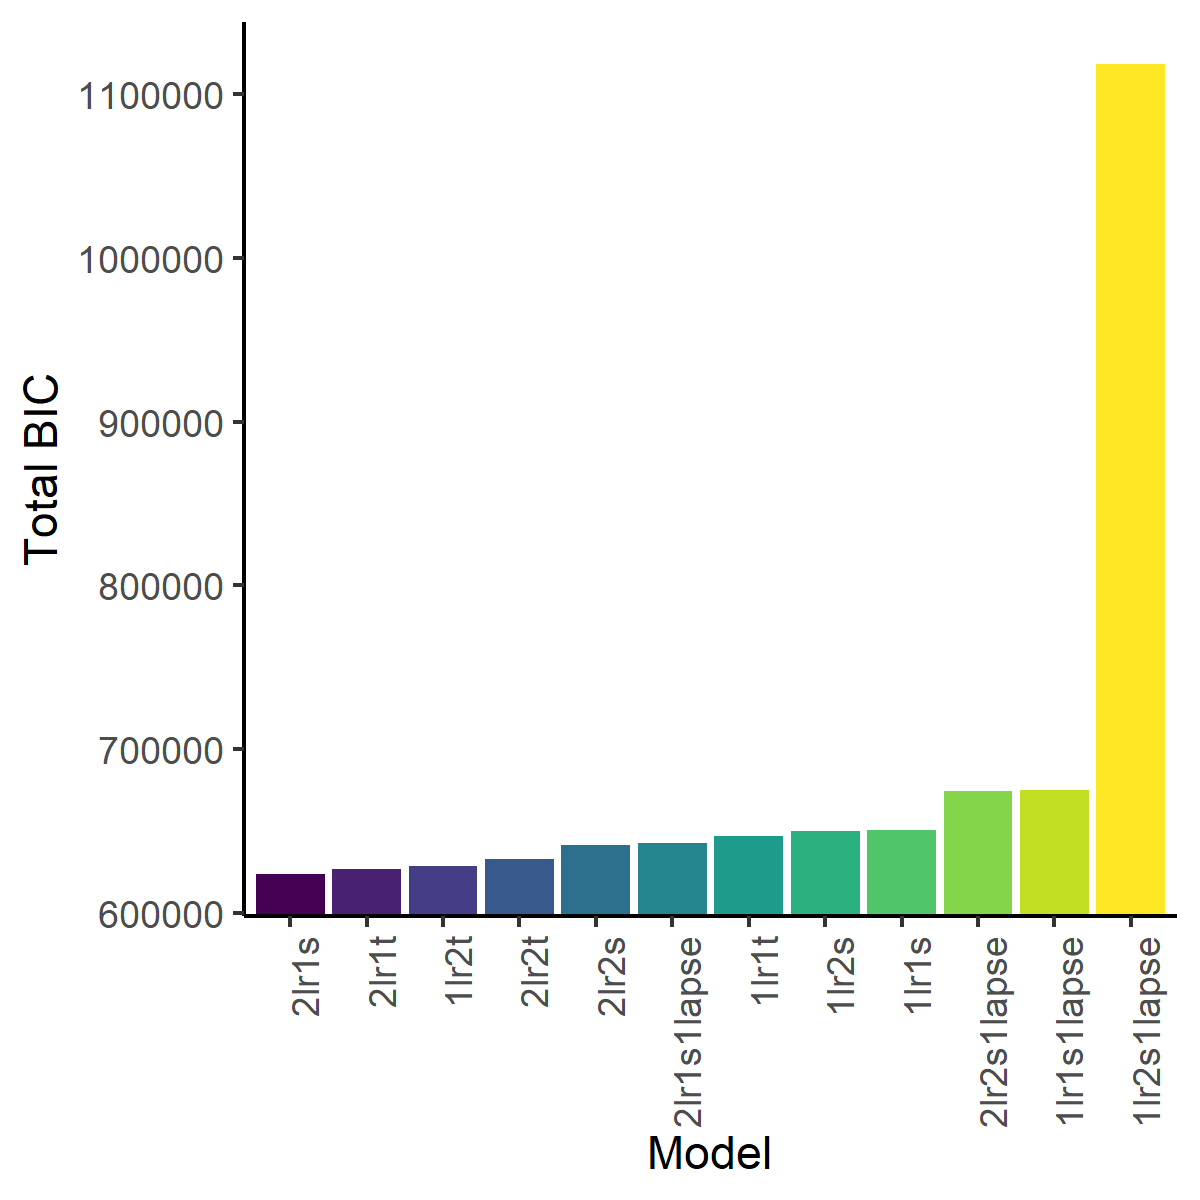 Total BIC
1100000
1000000
900000
800000
700000
600000
2lr1s
2lr1t
1lr2t
2lr2t
2lr2s
2lr1s1lapse
1lr1t
1lr2s
1lr1s
2lr2s1lapse
1lr1s1lapse
1lr2s1lapse
Model